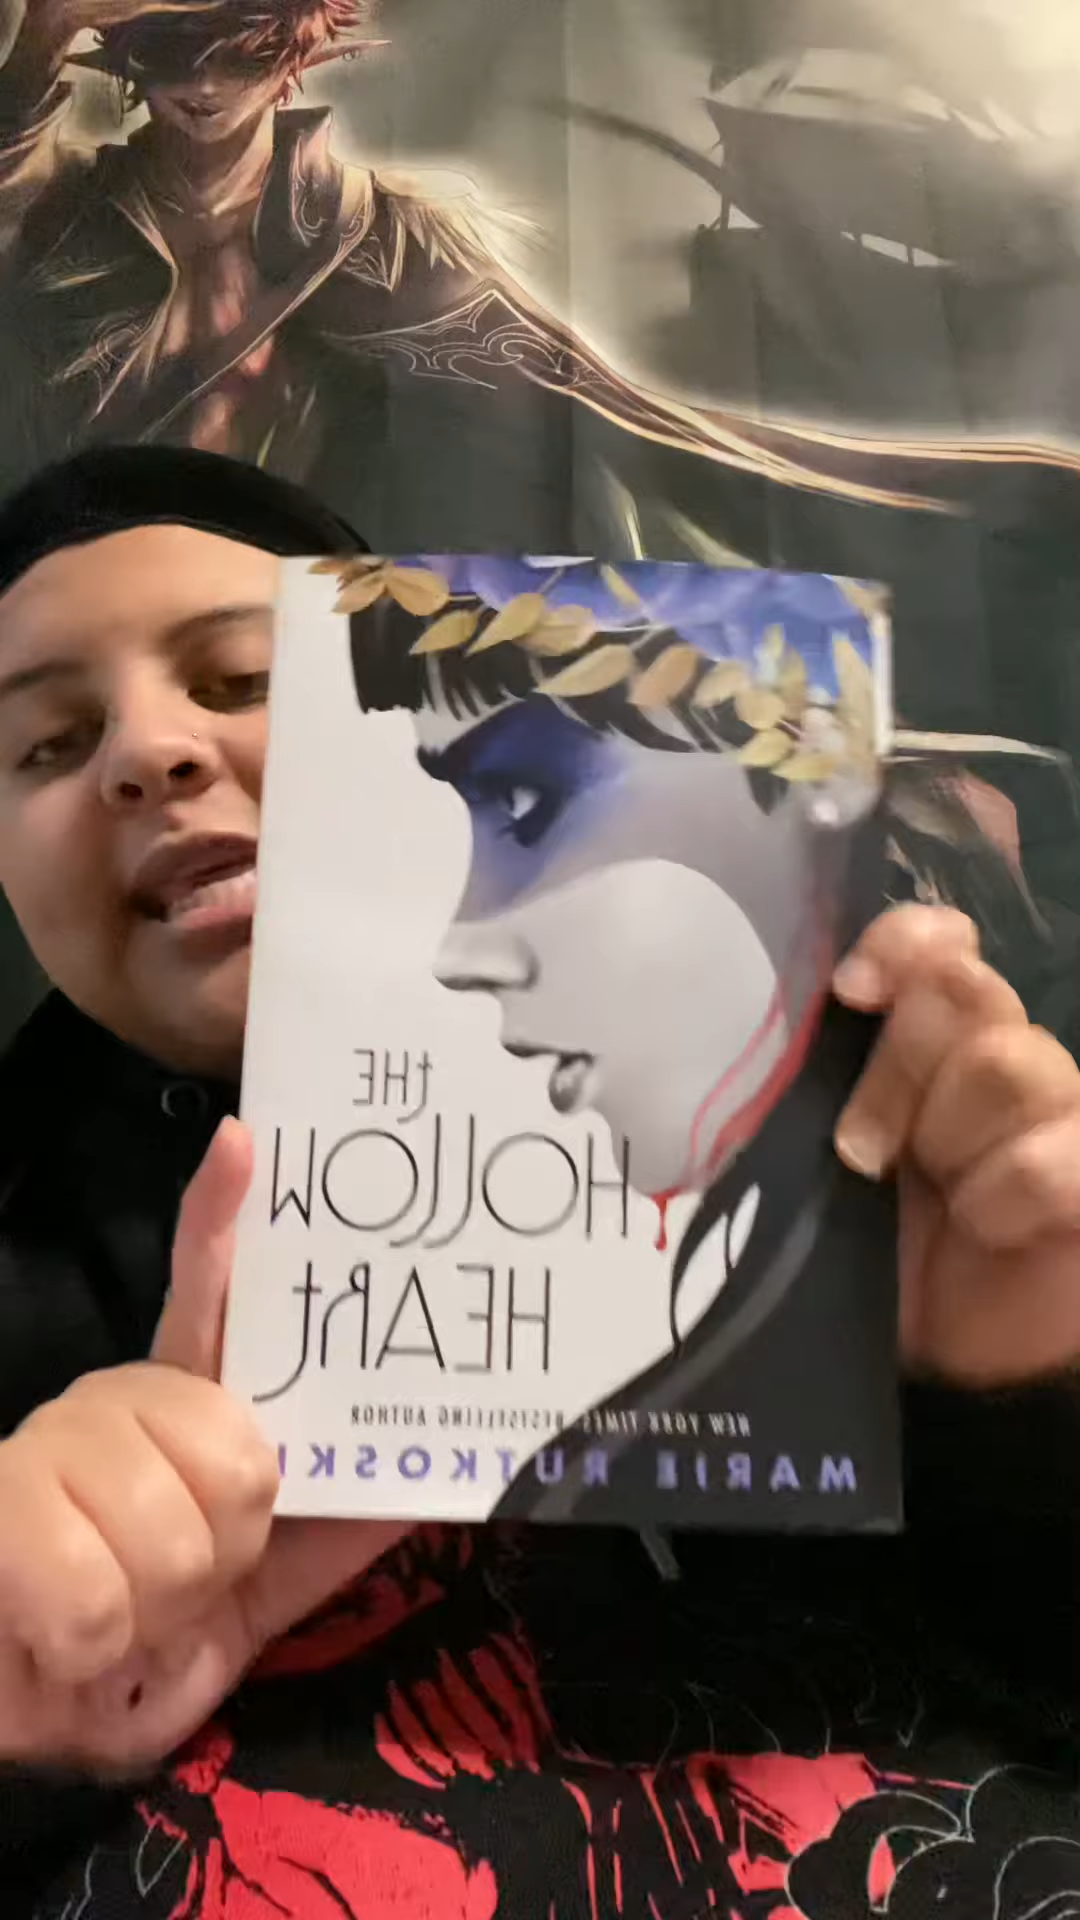 THE
HOLLOW
HEART
NEW YORK TIMES BESTSELLING AUTHOR
MARIE RUTKOSKI